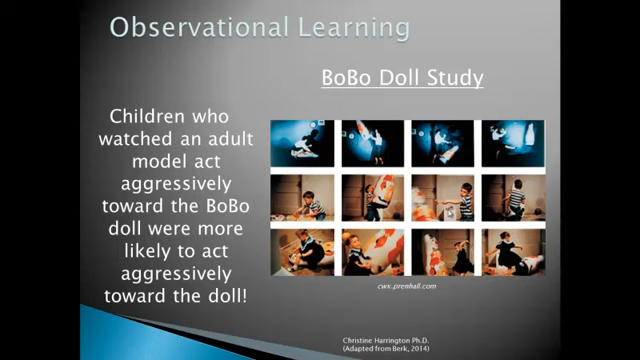 Observational Learning
BoBo Doll Study
Children who
watched an adult
model act
aggressively
toward the BoBo
doll were more
likely to act
aggressively
toward the doll!
cwx.prenhall.com
Christine Harrington Ph.D.
(Adapted from Berk, 2014)